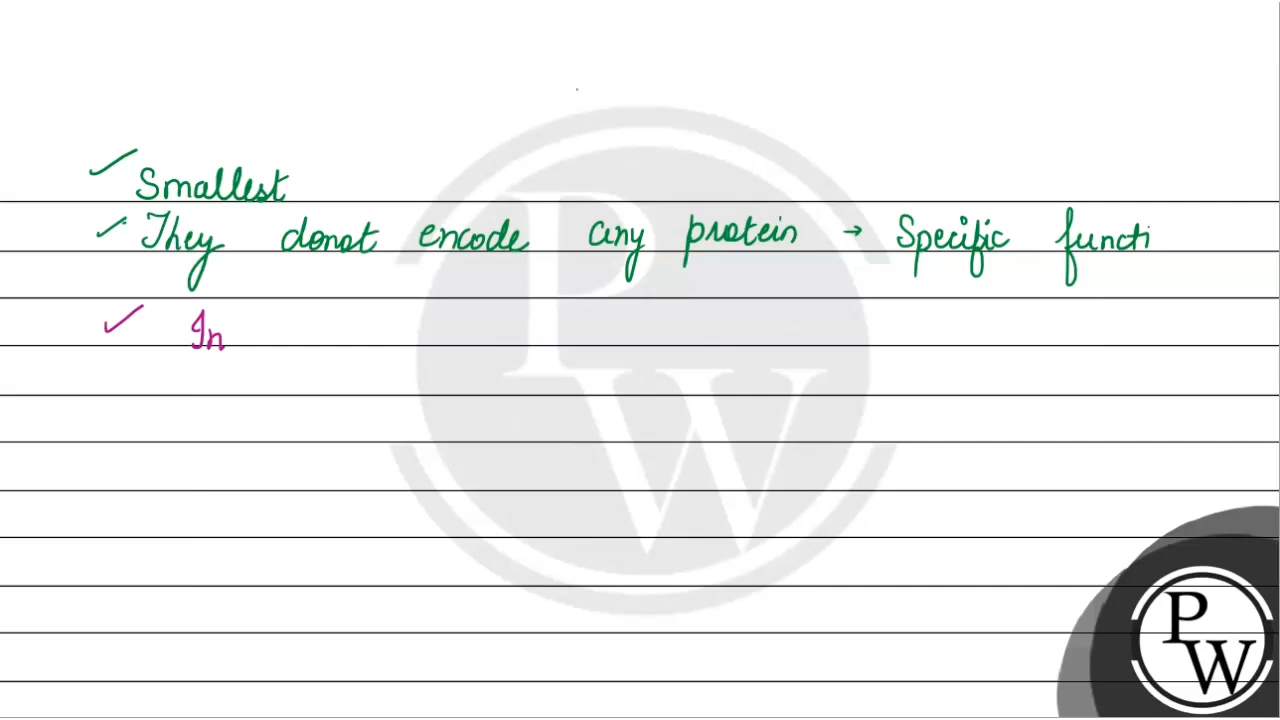 ✓ Smallest
✓ They donot encode any protein → Specific functi
✓ In
P
W
P
W